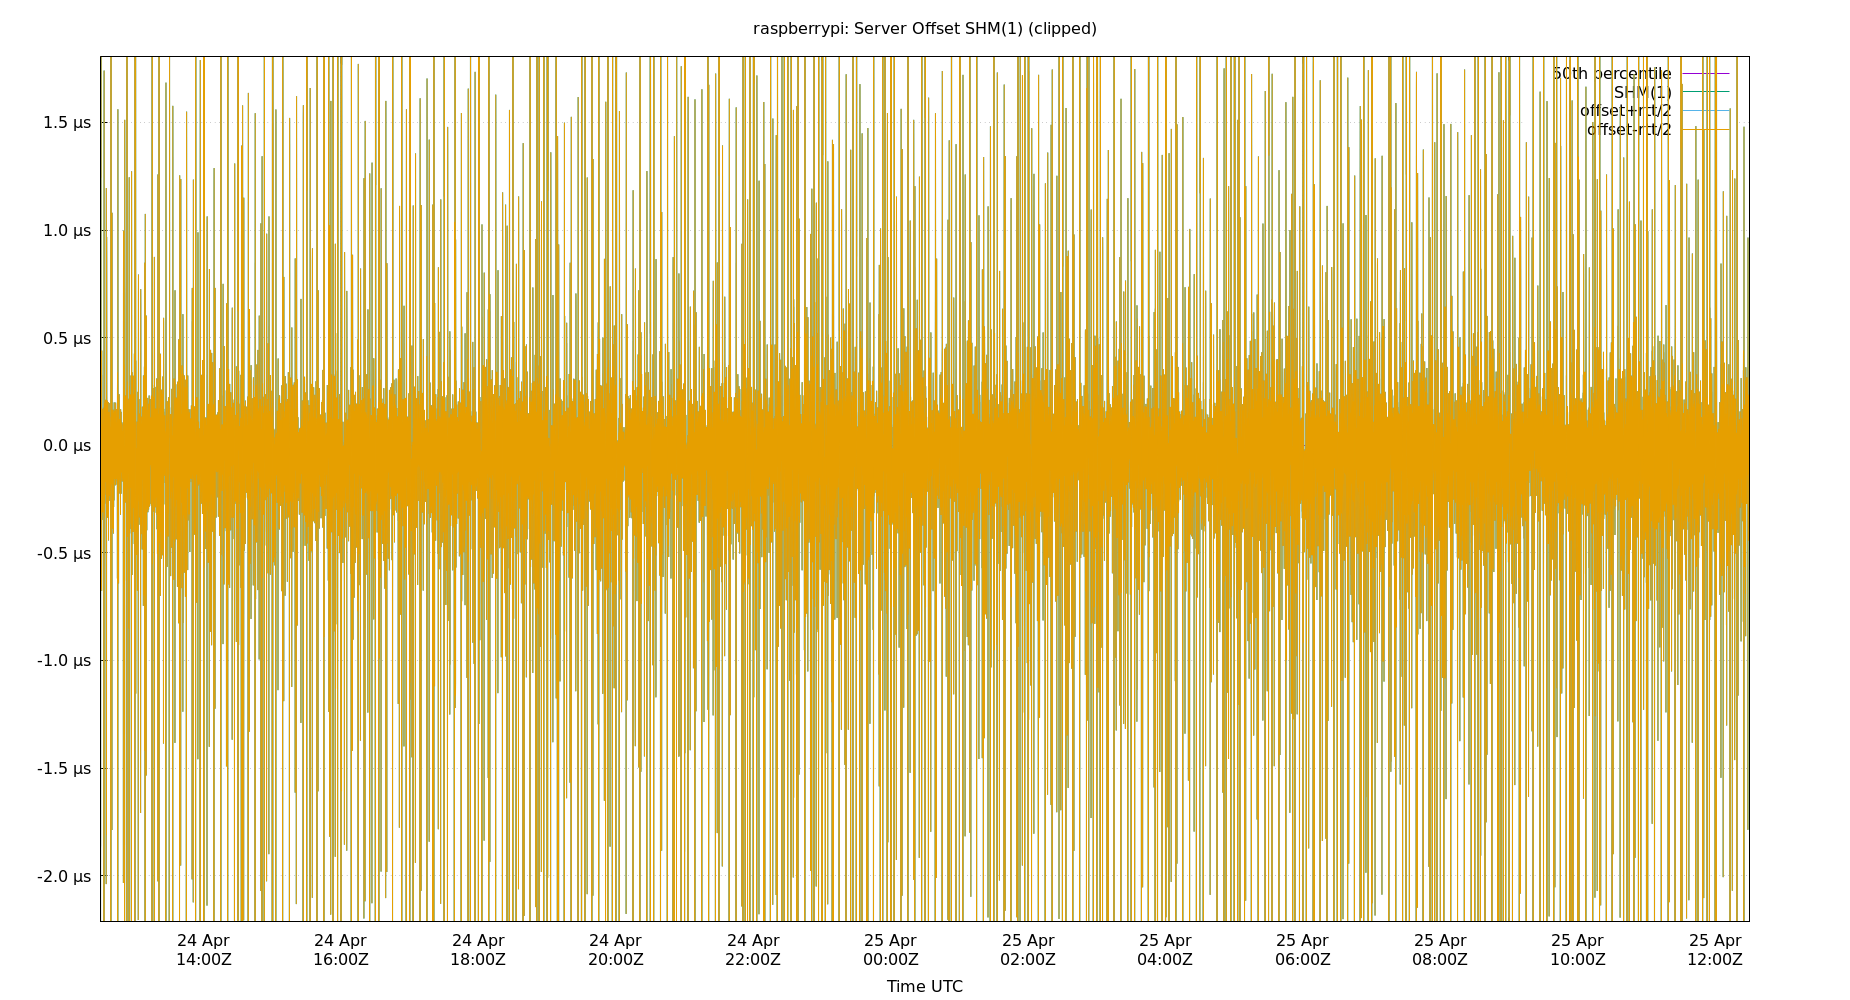 raspberrypi: Server Offset SHM(1) (clipped)
50th percentile
SHM(1)
offset+rtt/2
offset-rtt/2
1.5 µs
1.0 µs
0.5 µs
0.0 µs
-0.5 µs
-1.0 µs
-1.5 µs
-2.0 µs
24 Apr 24 Apr 24 Apr 24 Apr 24 Apr 25 Apr 25 Apr 25 Apr 25 Apr 25 Apr 25 Apr 25 Apr
14:00Z 16:00Z 18:00Z 20:00Z 22:00Z 00:00Z 02:00Z 04:00Z 06:00Z 08:00Z 10:00Z 12:00Z
Time UTC